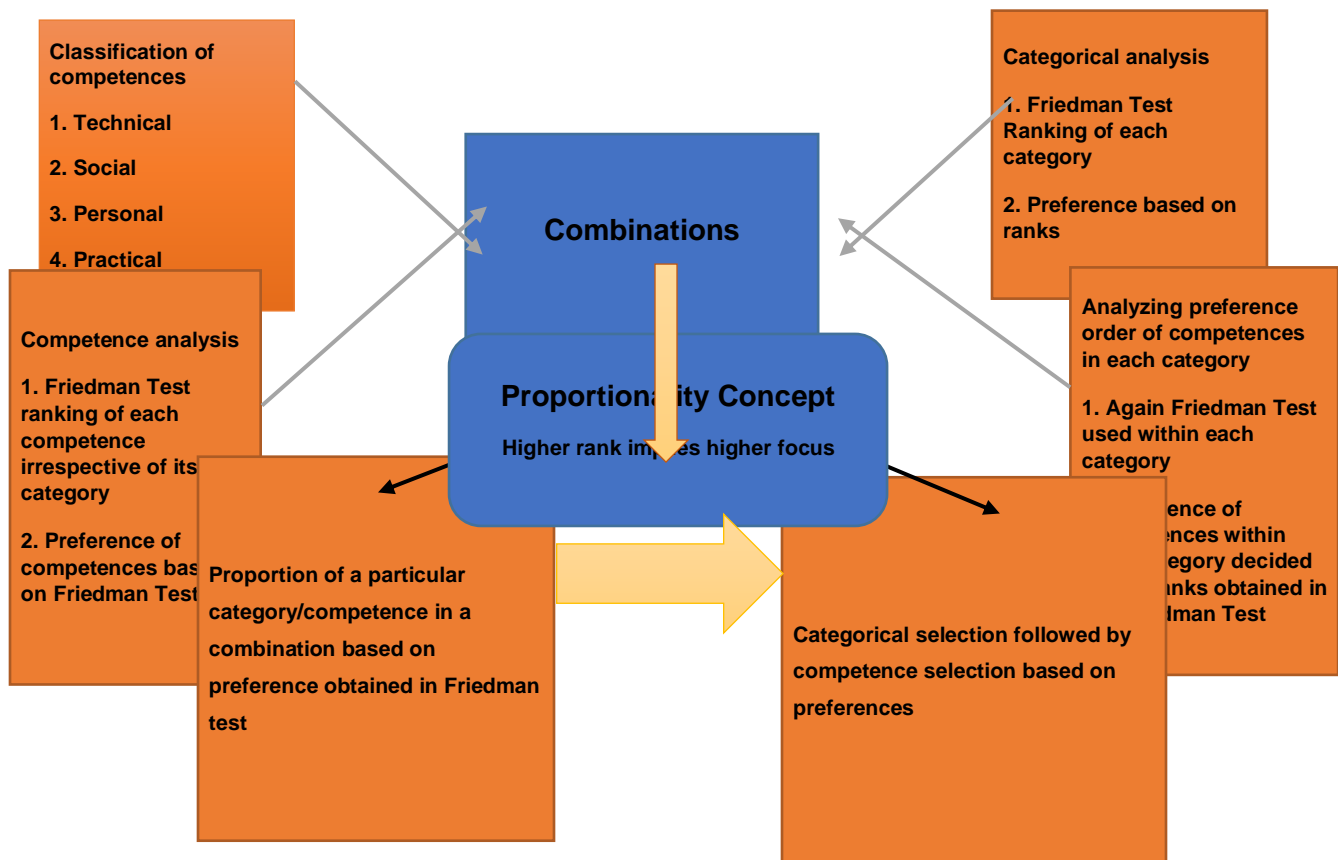 Classification of
competences
1. Technical
2. Social
3. Personal
4. Practical
Competence analysis
1. Friedman Test
ranking of each
competence
irrespective of its
category
2. Preference of
competences bas
on Friedman Test
Combinations
Proportionality Concept
Higher rank implies higher focus
Proportion of a particular
category/competence in a
combination based on
preference obtained in Friedman
test
Categorical analysis
1. Friedman Test
Ranking of each
category
2. Preference based on
ranks
Analyzing preference
order of competences
in each category
1. Again Friedman Test
used within each
category
ence of
ences within
egory decided
anks obtained in
dman Test
Categorical selection followed by
competence selection based on
preferences